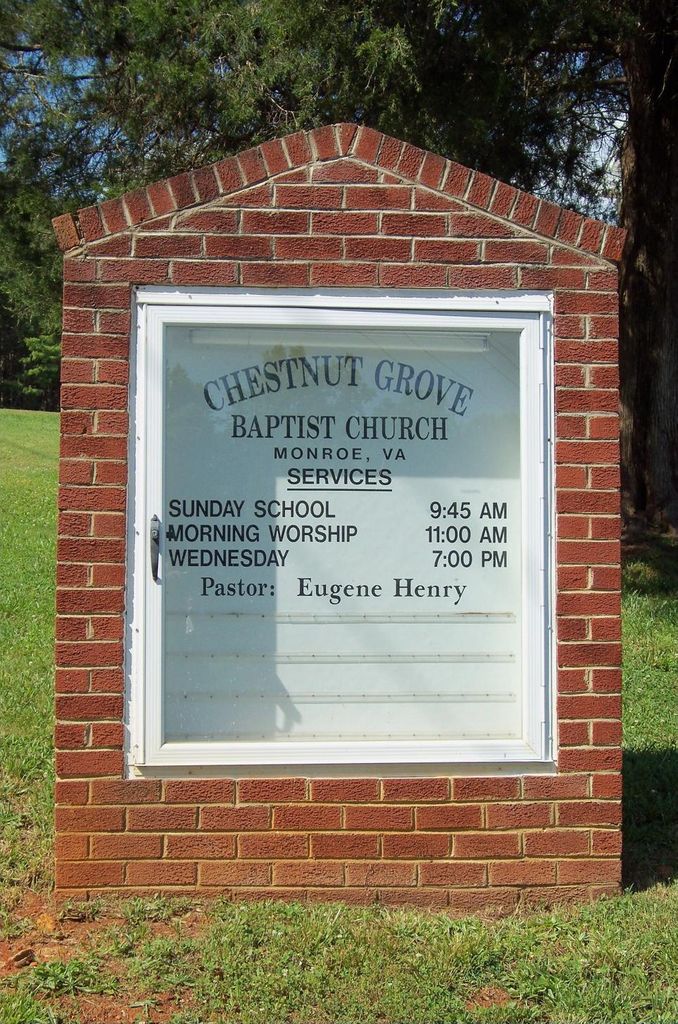 CHESTNUT GROVE
BAPTIST CHURCH
MONROE, VA
SERVICES
SUNDAY SCHOOL 9:45 AM
MORNING WORSHIP 11:00 AM
WEDNESDAY 7:00 PM
Pastor: Eugene Henry